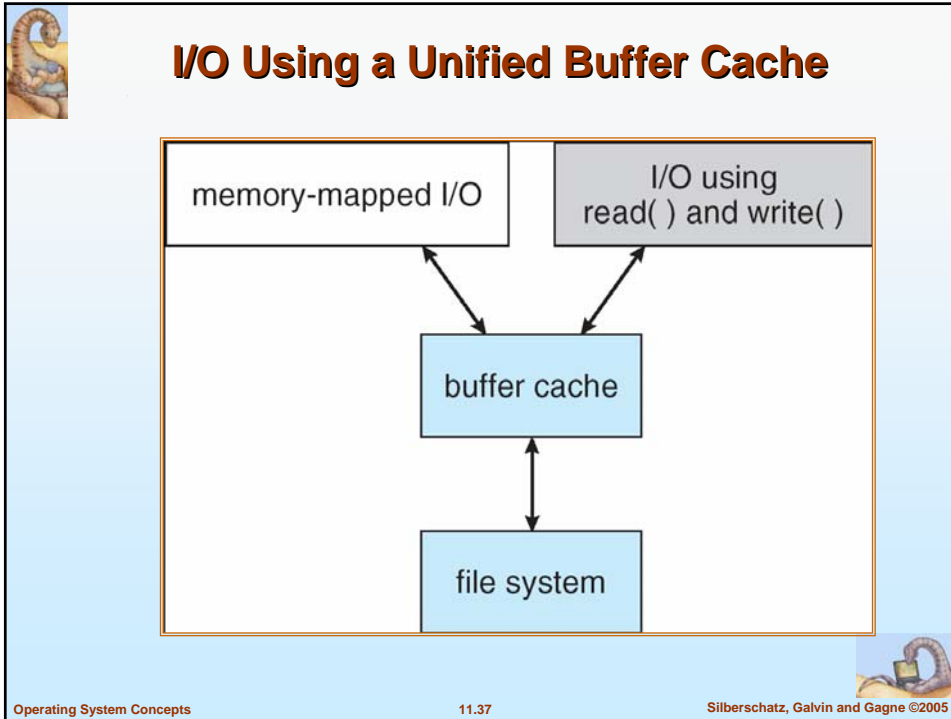 I/O Using a Unified Buffer Cache
memory-mapped I/O
I/O using
read( ) and write( )
buffer cache
file system
Operating System Concepts
11.37
Silberschatz, Galvin and Gagne ©2005